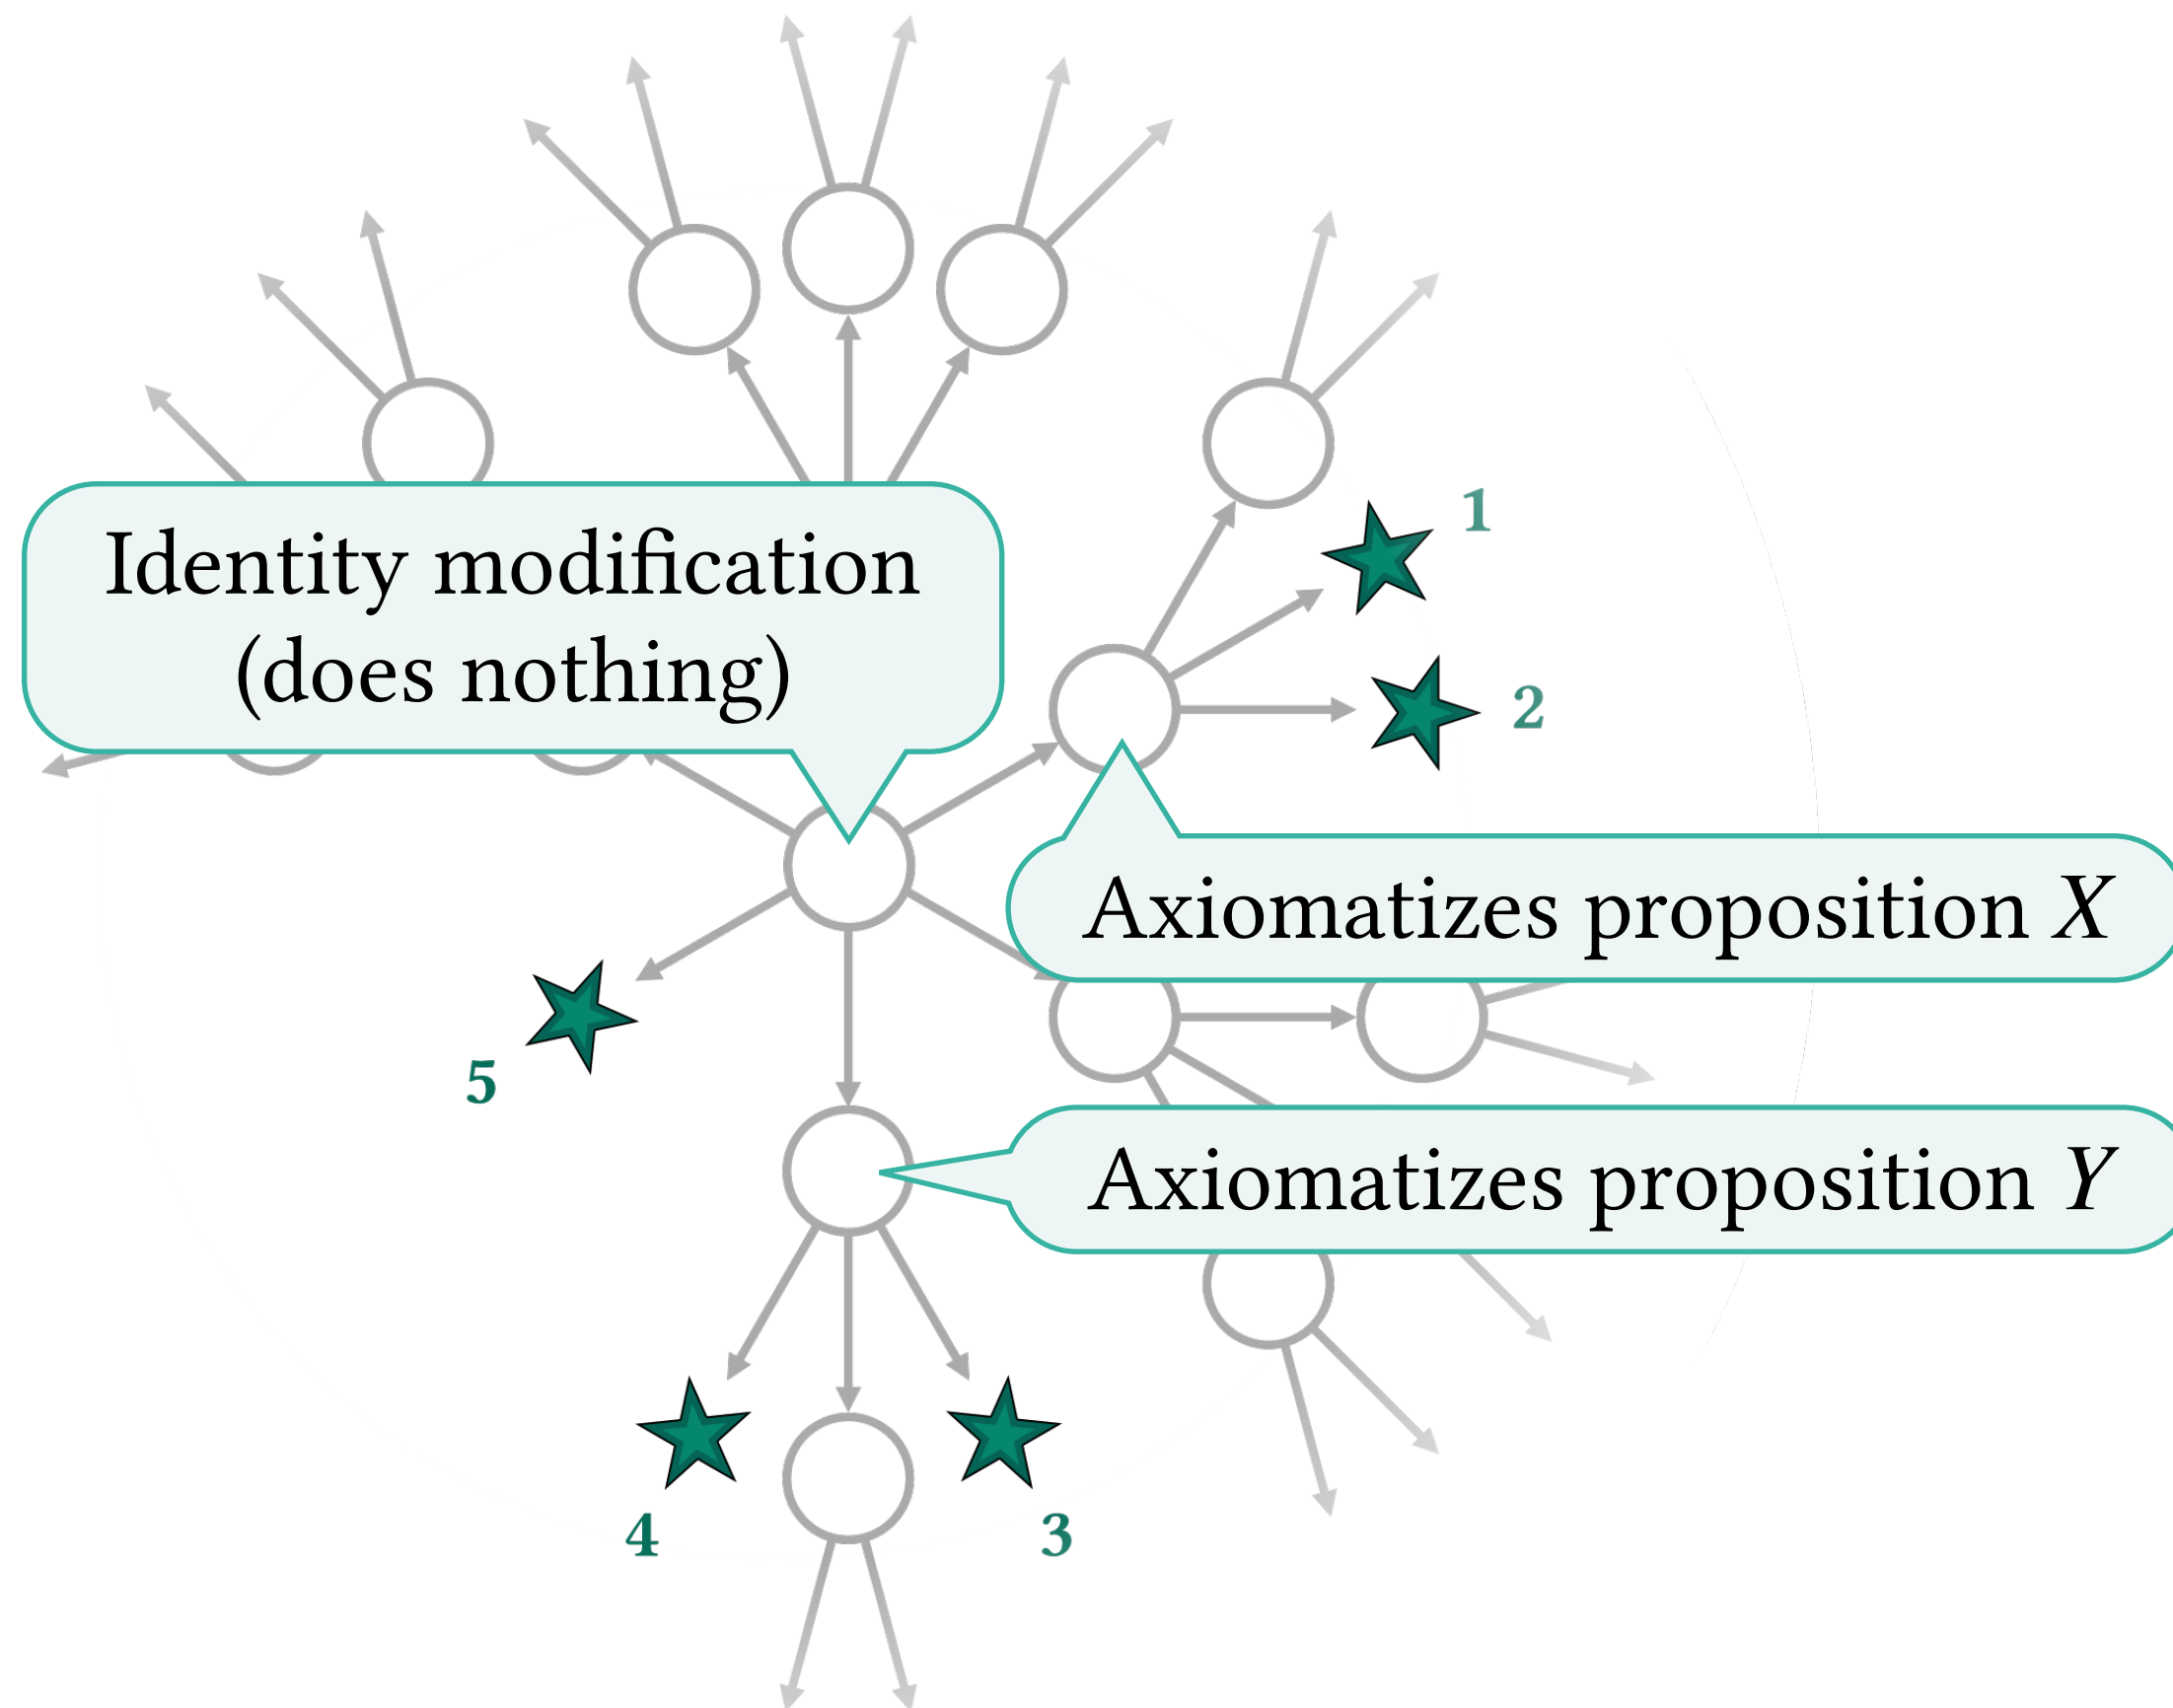 Identity modification
(does nothing)
1
2
Axiomatizes proposition X
5
Axiomatizes proposition Y
4
3